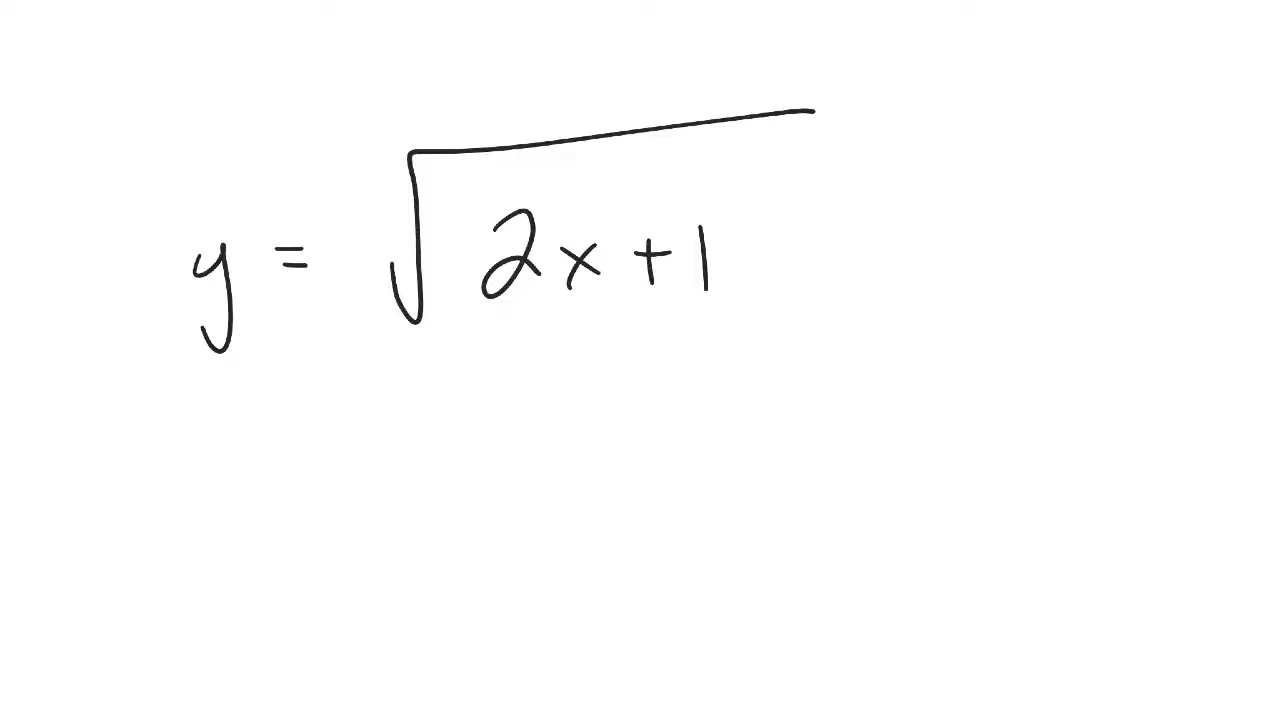 y = √(2x+1)